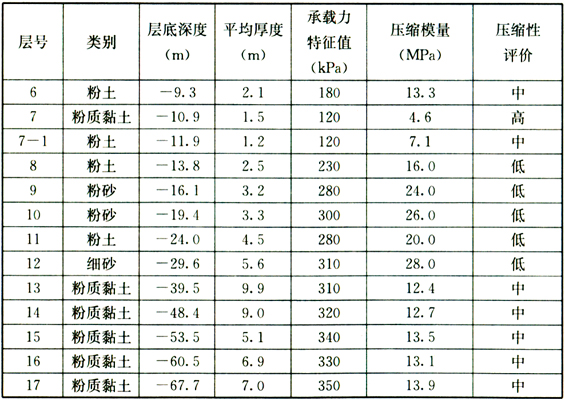 层号 类别 层底深度（m） 平均厚度（m） 承载力特征值（kPa） 压缩模量（MPa） 压缩性评价
6 粉土 －9.3 2.1 180 13.3 中
7 粉质黏土 －10.9 1.5 120 4.6 高
7－1 粉土 －11.9 1.2 120 7.1 中
8 粉土 －13.8 2.5 230 16.0 低
9 粉砂 －16.1 3.2 280 24.0 低
10 粉砂 －19.4 3.3 300 26.0 低
11 粉土 －24.0 4.5 280 20.0 低
12 细砂 －29.6 5.6 310 28.0 低
13 粉质黏土 －39.5 9.9 310 12.4 中
14 粉质黏土 －48.4 9.0 320 12.7 中
15 粉质黏土 －53.5 5.1 340 13.5 中
16 粉质黏土 －60.5 6.9 330 13.1 中
17 粉质黏土 －67.7 7.0 350 13.9 中